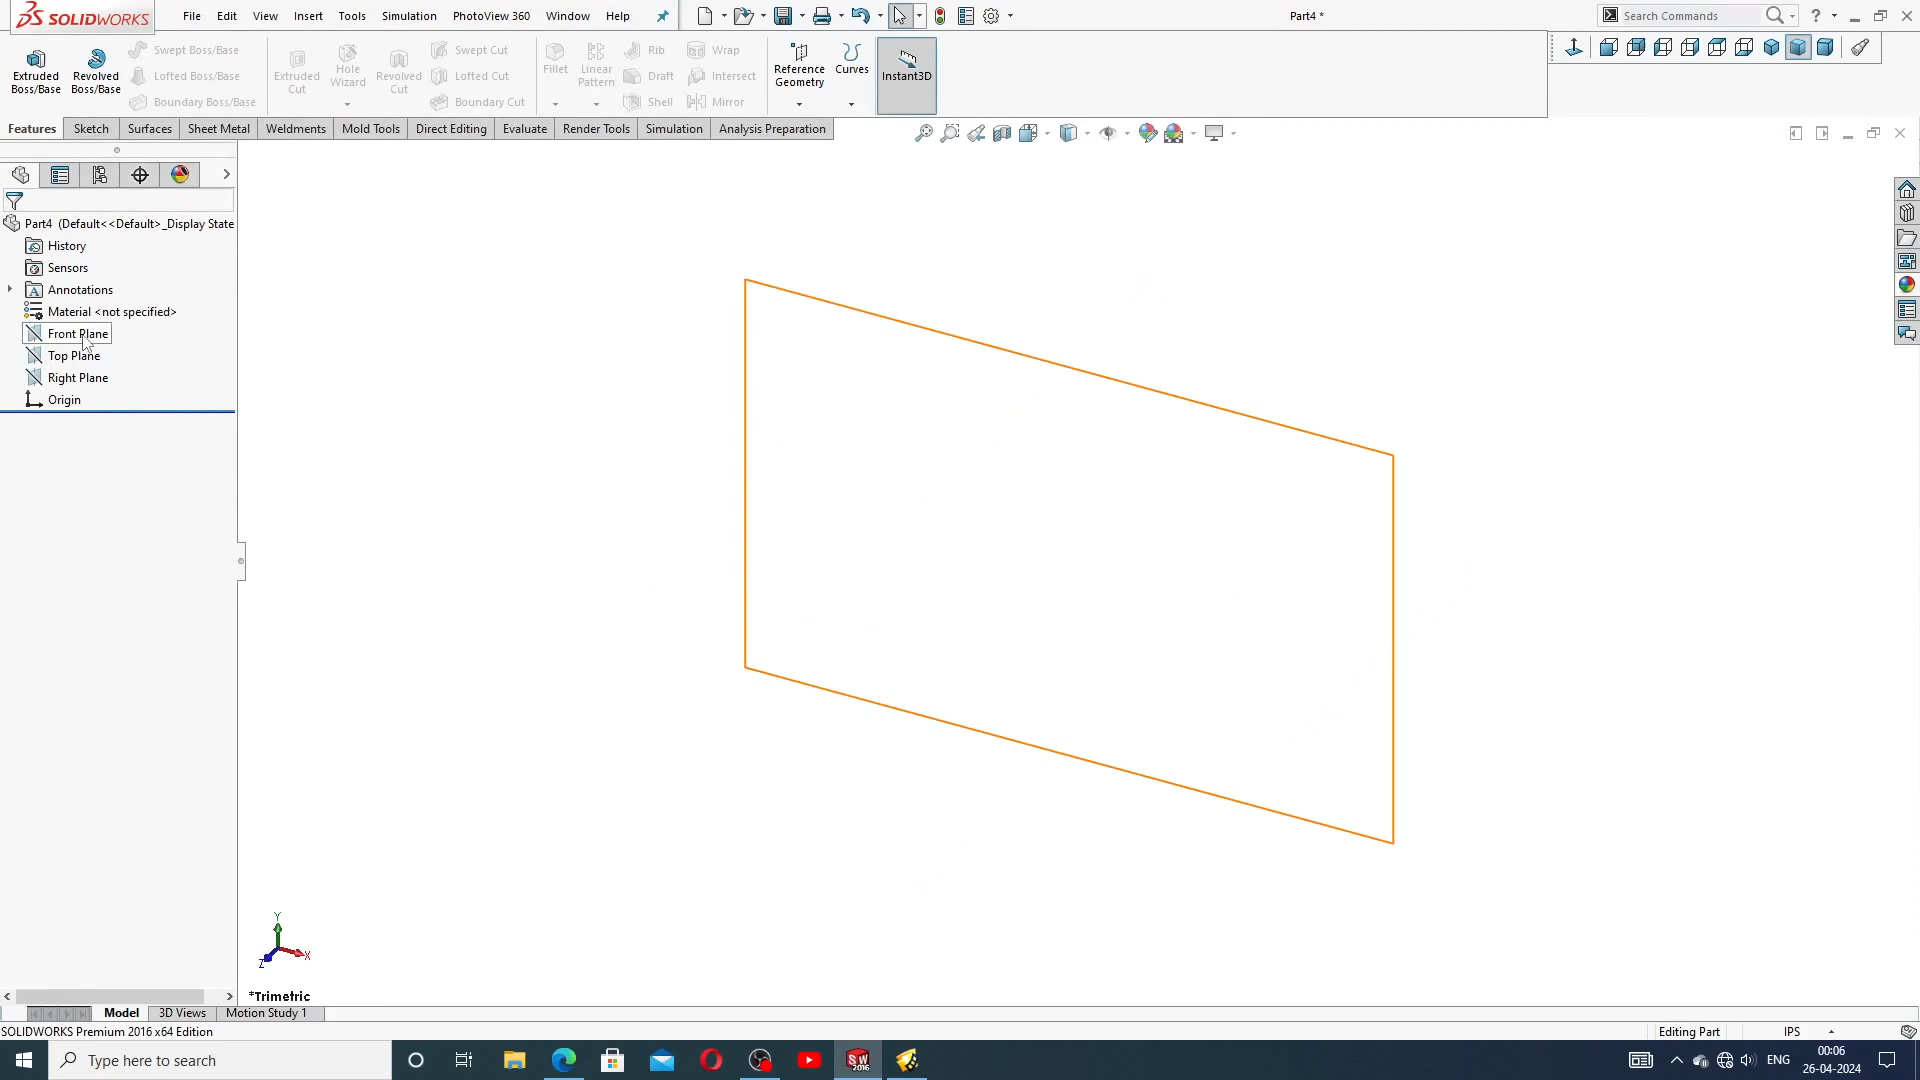 SOLIDWORKS File Edit View Insert Tools Simulation PhotoView 360 Window Help Part4 * Search Commands
Extruded Boss/Base
Revolved Boss/Base
Swept Boss/Base
Lofted Boss/Base
Boundary Boss/Base
Extruded Cut
Hole Wizard
Revolved Cut
Swept Cut
Lofted Cut
Boundary Cut
Fillet
Linear Pattern
Rib
Draft
Shell
Wrap
Intersect
Mirror
Reference Geometry
Curves
Instant3D
Features Sketch Surfaces Sheet Metal Weldments Mold Tools Direct Editing Evaluate Render Tools Simulation Analysis Preparation
Part4 (Default<<Default>_Display State
History
Sensors
Annotations
Material <not specified>
Front Plane
Top Plane
Right Plane
Origin
Y
X
Z
*Trimetric
Model 3D Views Motion Study 1
SOLIDWORKS Premium 2016 x64 Edition Editing Part IPS
Type here to search ENG 00:06
26-04-2024